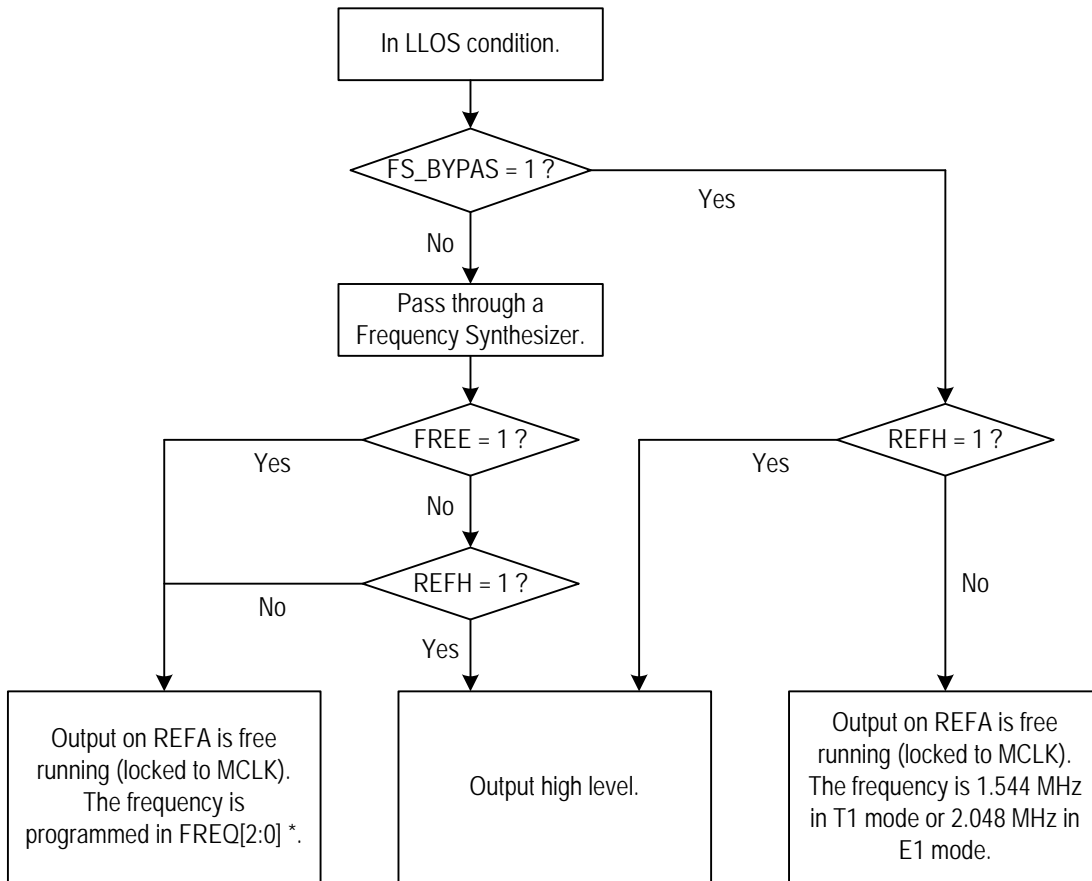 In LLOS condition.
FS_BYPAS = 1 ?
Yes
No
Pass through a
Frequency Synthesizer.
FREE = 1 ?
Yes
No
REFH = 1 ?
Yes
No
REFH = 1 ?
No
Yes
Output on REFA is free
running (locked to MCLK).
The frequency is
programmed in FREQ[2:0] *.
Output high level.
Output on REFA is free
running (locked to MCLK).
The frequency is 1.544 MHz
in T1 mode or 2.048 MHz in
E1 mode.